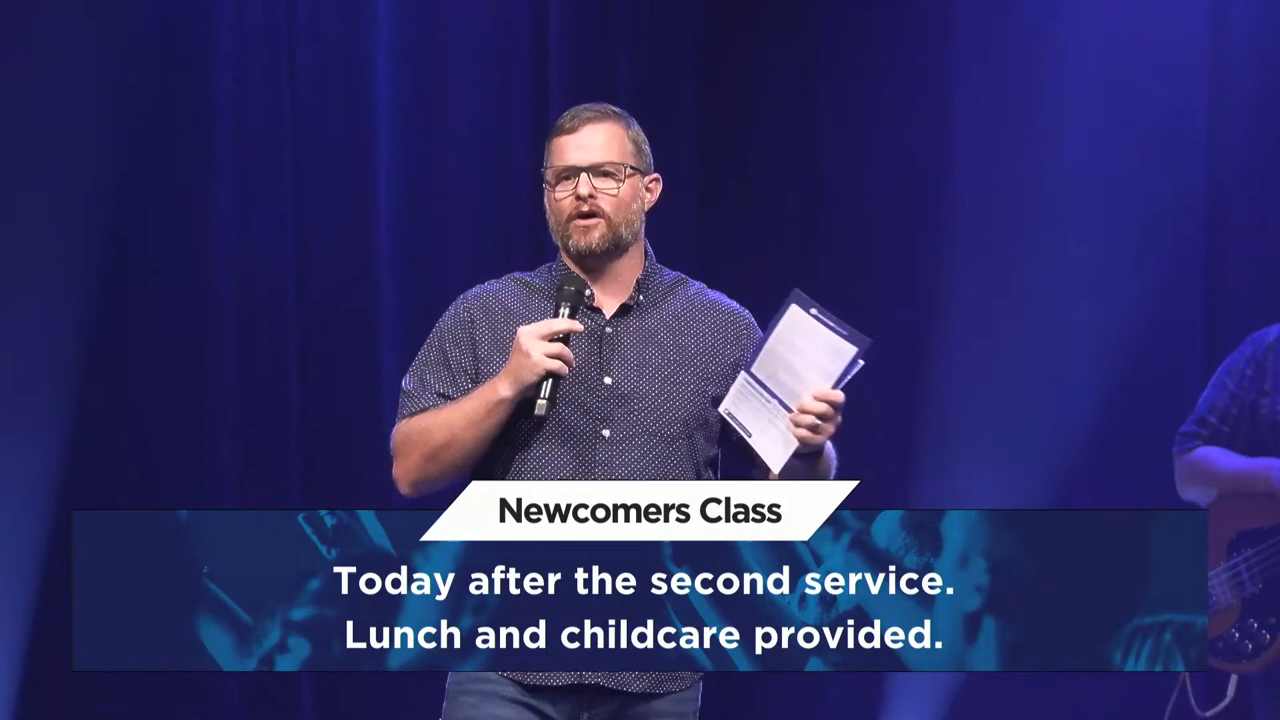 Newcomers Class
Today after the second service.
Lunch and childcare provided.